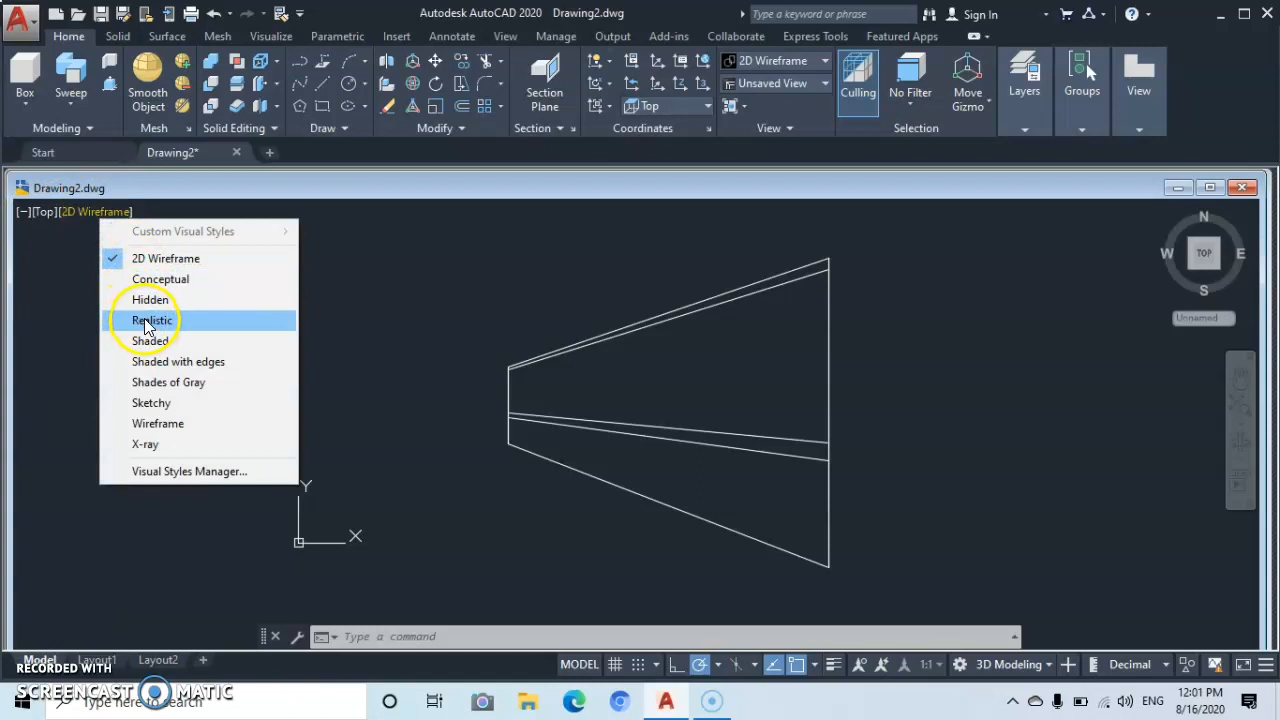 Autodesk AutoCAD 2020 Drawing2.dwg
Type a keyword or phrase
Sign In
Home Solid Surface Mesh Visualize Parametric Insert Annotate View Manage Output Add-ins Collaborate Express Tools Featured Apps
2D Wireframe
Unsaved View
Top
Box
Sweep
Smooth
Object
Section
Plane
Culling
No Filter
Move
Gizmo
Layers
Groups
View
Modeling
Mesh
Solid Editing
Draw
Modify
Section
Coordinates
View
Selection
Start
Drawing2*
Drawing2.dwg
[−][Top][2D Wireframe]
Custom Visual Styles
2D Wireframe
Conceptual
Hidden
Realistic
Shaded
Shaded with edges
Shades of Gray
Sketchy
Wireframe
X-ray
Visual Styles Manager...
N
W
TOP
E
S
Unnamed
Y
X
Type a command
Model
Layout1
Layout2
MODEL
1:1
3D Modeling
Decimal
RECORDED WITH
SCREENCAST MATIC
Type here to search
ENG
12:01 PM
8/16/2020